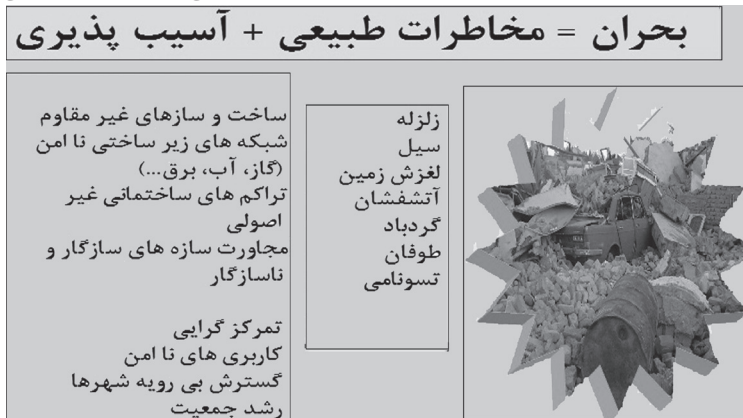 بحران = مخاطرات طبیعی + آسیب پذیری
زلزله
سیل
لغزش زمین
آتشفشان
گردباد
طوفان
تسونامی
ساخت و سازهای غیر مقاوم
شبکه های زیر ساختی نا امن
(گاز، آب، برق...)
تراکم های ساختمانی غیر
اصولی
مجاورت سازه های سازگار و
ناسازگار
تمرکز گرایی
کاربری های نا امن
گسترش بی رویه شهرها
رشد جمعیت